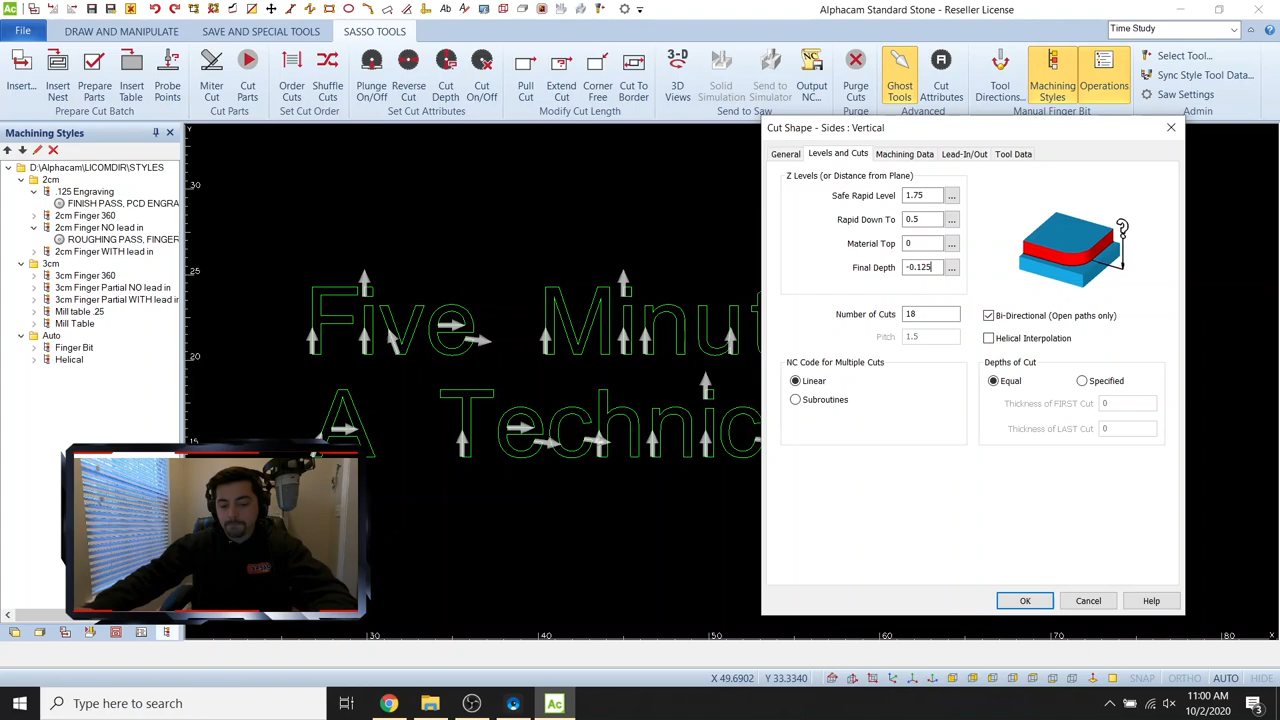 Ac
Alphacam Standard Stone - Reseller License
File
DRAW AND MANIPULATE
SAVE AND SPECIAL TOOLS
SASSO TOOLS
Time Study
Insert...
Insert Nest
Prepare Parts
Insert Table
Probe Points
Miter Cut
Cut Parts
Order Cuts
Shuffle Cuts
Plunge On/Off
Reverse Cut
Cut Depth
Cut On/Off
Pull Cut
Extend Cut
Corner Free
Cut To Border
3D Views
Solid Simulation
Send to Simulator
Output NC...
Purge Cuts
Ghost Tools
Cut Attributes
Tool Directions...
Machining Styles
Operations
Select Tool...
Sync Style Tool Data...
Saw Settings
Prepare Cut Batch
Cut Parts
Set Cut Order
Set Cut Attributes
Modify Cut Length
Send to Saw
Purge
Advanced
Manual Finger Bit
Admin
Machining Styles
D:\Alphacam\LICOMDIR\STYLES
2cm
.125 Engraving
FINISH PASS, PCD ENGRA
2cm Finger 360
2cm Finger NO lead in
ROUGHING PASS, FINGER
2cm Finger WITH lead in
3cm
3cm Finger 360
3cm Finger Partial NO lead in
3cm Finger Partial WITH lead in
Mill table .25
Mill Table
Auto
Finger Bit
Helical
Y
30
25
20
15
Five Minut
A Technic
30
40
50
60
70
80
X
Cut Shape - Sides : Vertical
General
Levels and Cuts
Machining Data
Lead-In/Out
Tool Data
Z Levels (or Distance from Plane)
Safe Rapid Level 1.75 ...
Rapid Down To 0.5 ...
Material Top 0 ...
Final Depth -0.125 ...
?
Number of Cuts 18
Pitch 1.5
Bi-Directional (Open paths only)
Helical Interpolation
NC Code for Multiple Cuts
Linear
Subroutines
Depths of Cut
Equal
Specified
Thickness of FIRST Cut 0
Thickness of LAST Cut 0
OK
Cancel
Help
X 49.6902
Y 33.3340
SNAP
ORTHO
AUTO
HIDE
Type here to search
Ac
11:00 AM
10/2/2020
3